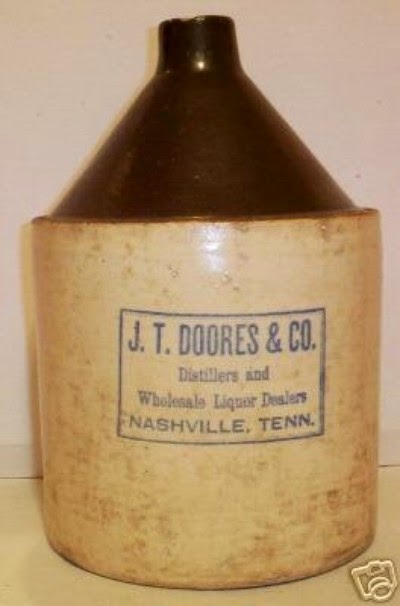 J. T. DOORES & CO.
Distillers and
Wholesale Liquor Dealers
NASHVILLE, TENN.